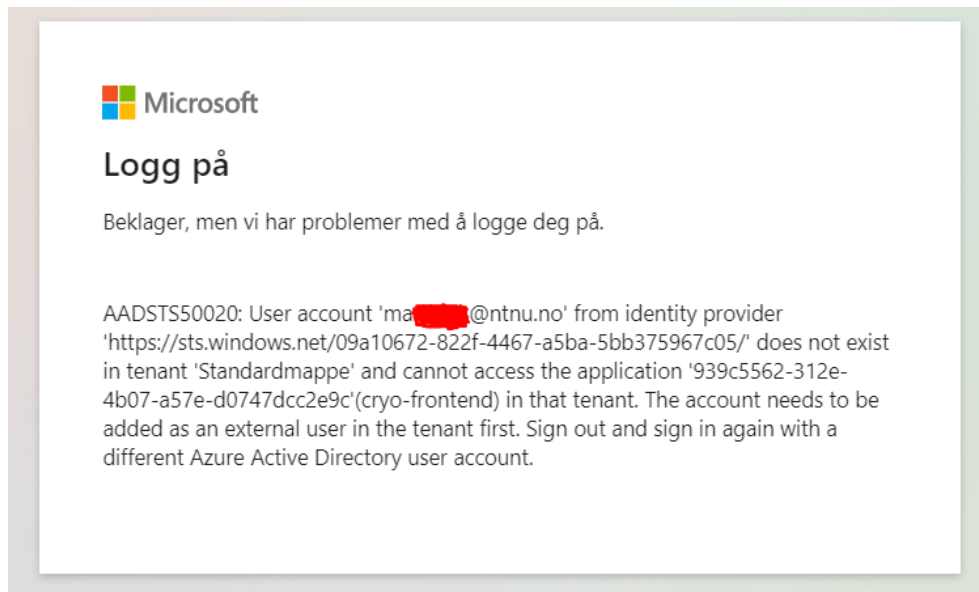 Microsoft
Logg på
Beklager, men vi har problemer med å logge deg på.
AADSTS50020: User account 'ma @ntnu.no' from identity provider
'https://sts.windows.net/09a10672-822f-4467-a5ba-5bb375967c05/' does not exist
in tenant 'Standardmappe' and cannot access the application '939c5562-312e-
4b07-a57e-d0747dcc2e9c'(cryo-frontend) in that tenant. The account needs to be
added as an external user in the tenant first. Sign out and sign in again with a
different Azure Active Directory user account.